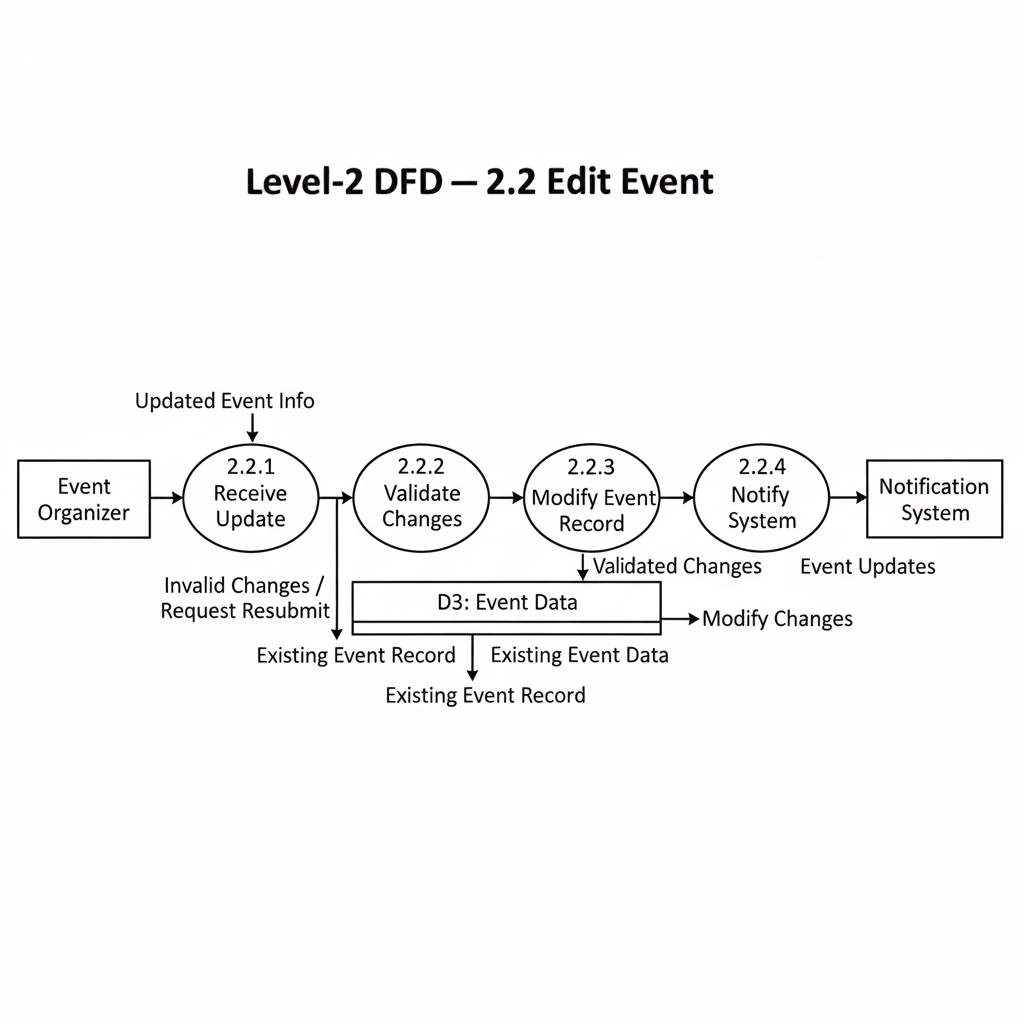 Level-2 DFD — 2.2 Edit Event
Updated Event Info
Event
Organizer
2.2.1
Receive
Update
2.2.2
Validate
Changes
2.2.3
Modify Event
Record
2.2.4
Notify
System
Notification
System
Invalid Changes /
Request Resubmit
Validated Changes
Event Updates
D3: Event Data
Modify Changes
Existing Event Record
Existing Event Data
Existing Event Record